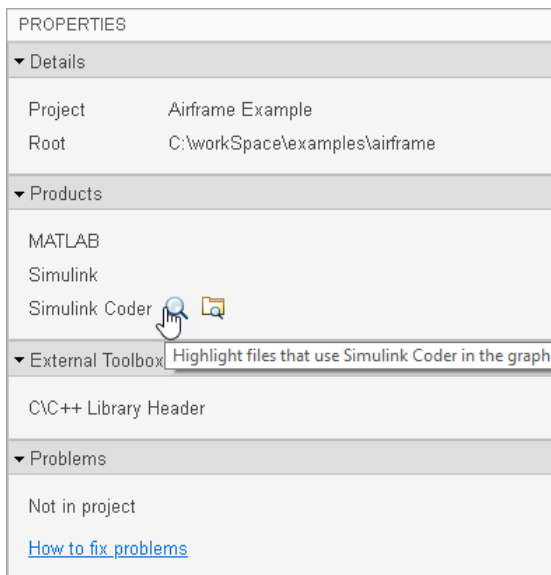 PROPERTIES
Details
Project Airframe Example
Root C:\workSpace\examples\airframe
Products
MATLAB
Simulink
Simulink Coder
Highlight files that use Simulink Coder in the graph
External Toolbox
C\C++ Library Header
Problems
Not in project
How to fix problems